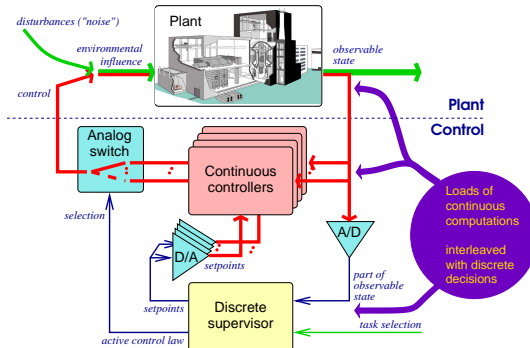 disturbances ("noise")
Plant
environmental
influence
observable
state
control
Plant
Control
Analog
switch
Continuous
controllers
Loads of
continuous
computations
interleaved
with discrete
decisions
selection
A/D
D/A
setpoints
part of
observable
state
setpoints
Discrete
supervisor
task selection
active control law